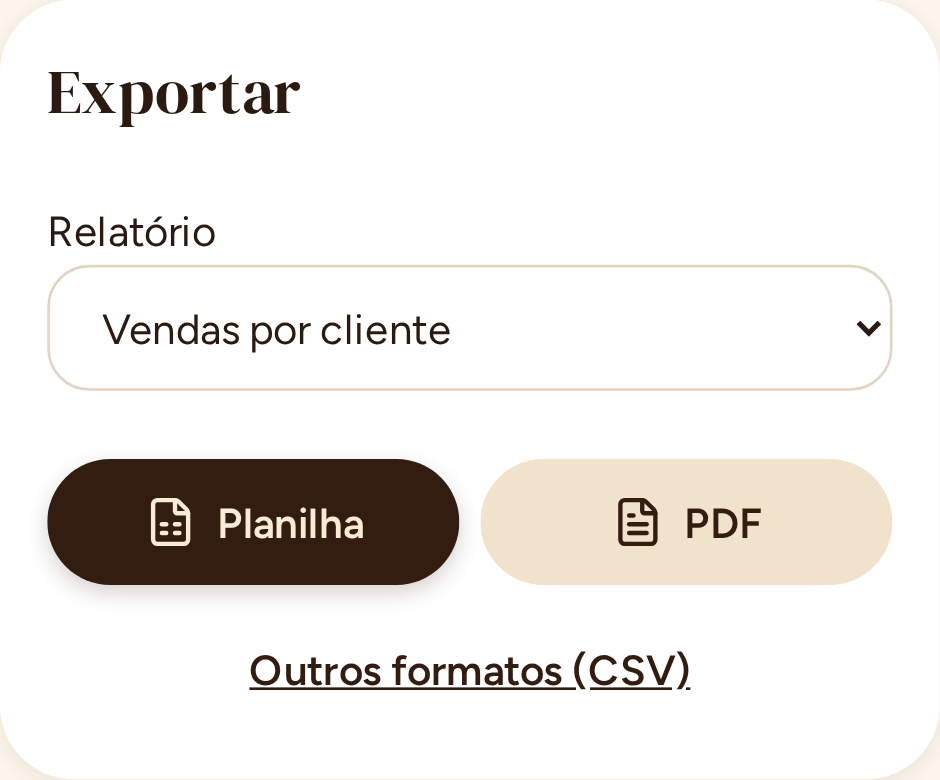 Exportar
Relatório
Vendas por cliente
Planilha
PDF
Outros formatos (CSV)